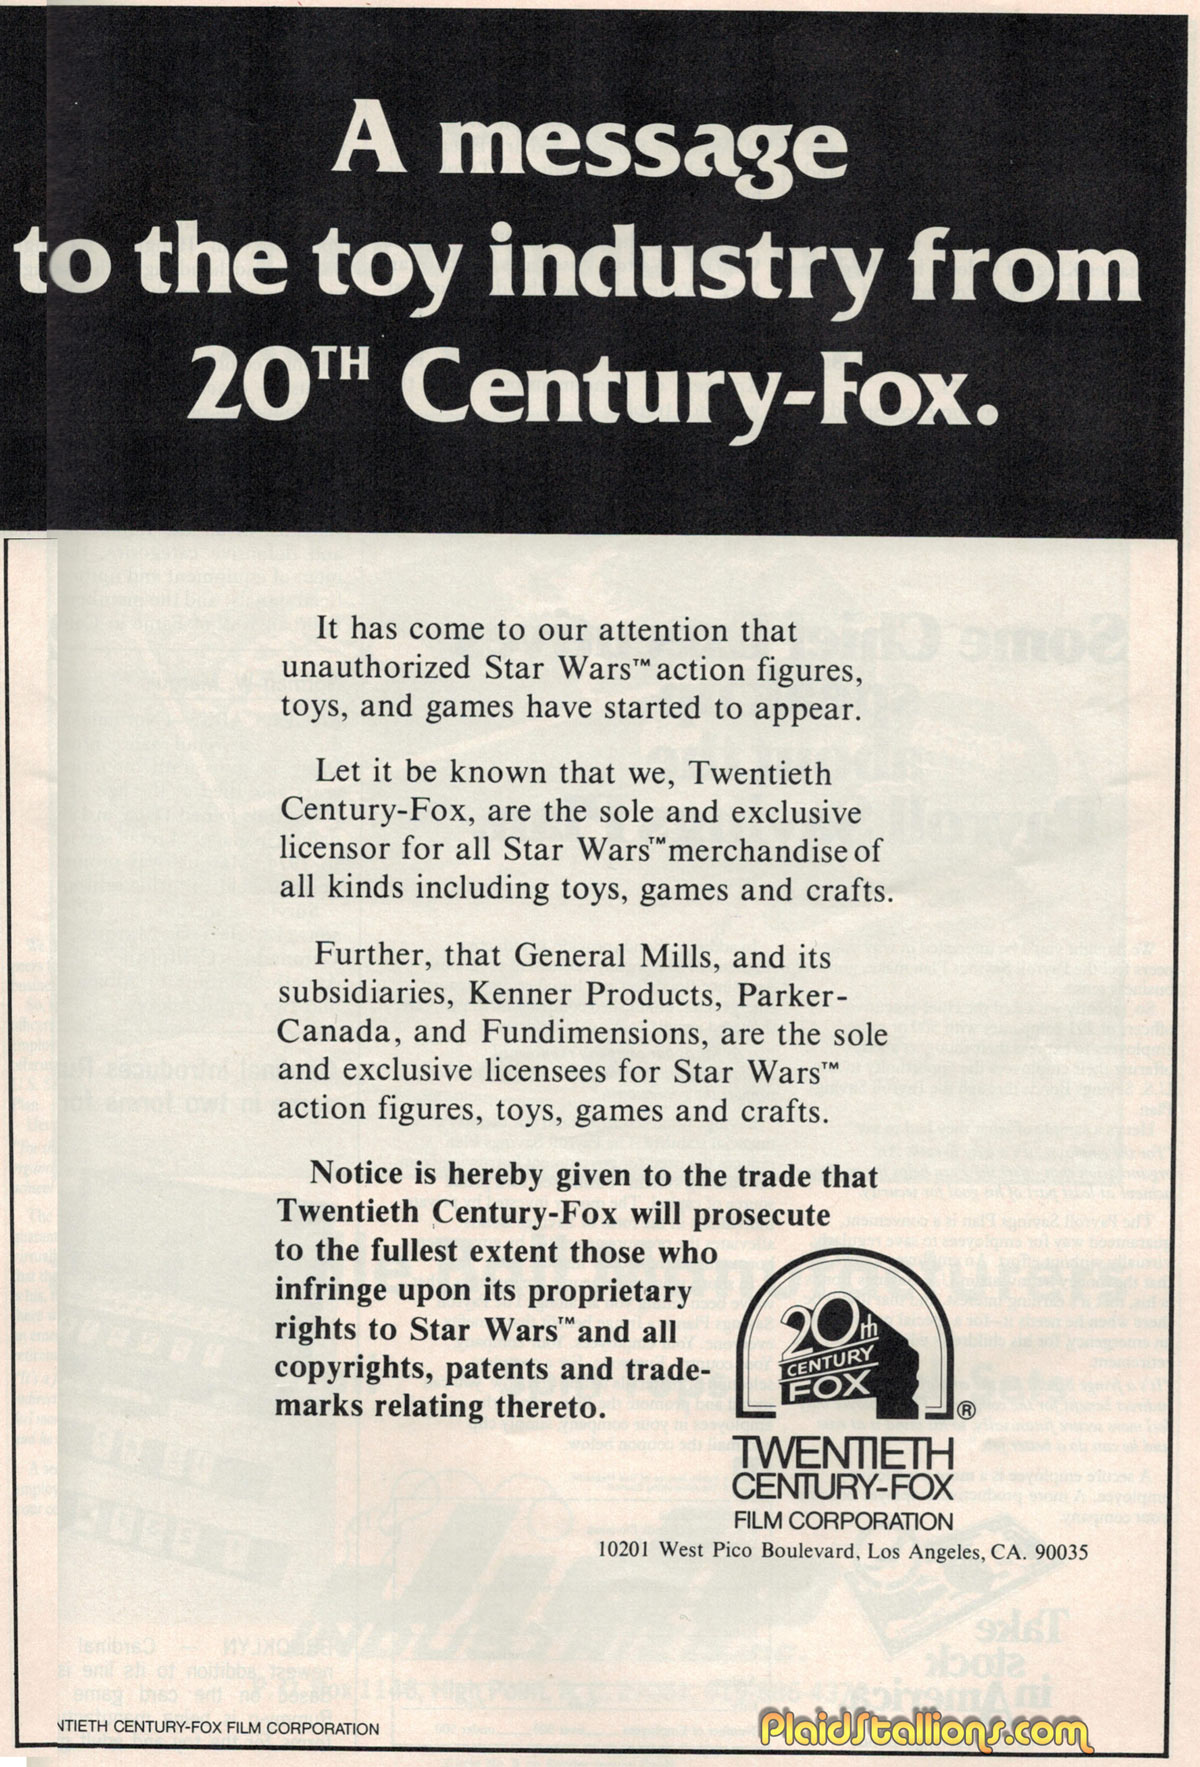 A message
to the toy industry from
20TH Century-Fox.
It has come to our attention that
unauthorized Star Wars™ action figures,
toys, and games have started to appear.
Let it be known that we, Twentieth
Century-Fox, are the sole and exclusive
licensor for all Star Wars™ merchandise of
all kinds including toys, games and crafts.
Further, that General Mills, and its
subsidiaries, Kenner Products, Parker-
Canada, and Fundimensions, are the sole
and exclusive licensees for Star Wars™
action figures, toys, games and crafts.
Notice is hereby given to the trade that
Twentieth Century-Fox will prosecute
to the fullest extent those who
infringe upon its proprietary
rights to Star Wars™ and all
copyrights, patents and trade-
marks relating thereto.
20th
CENTURY
FOX
®
TWENTIETH
CENTURY-FOX
FILM CORPORATION
10201 West Pico Boulevard, Los Angeles, CA. 90035
NTIETH CENTURY-FOX FILM CORPORATION
PlaidStallions.com